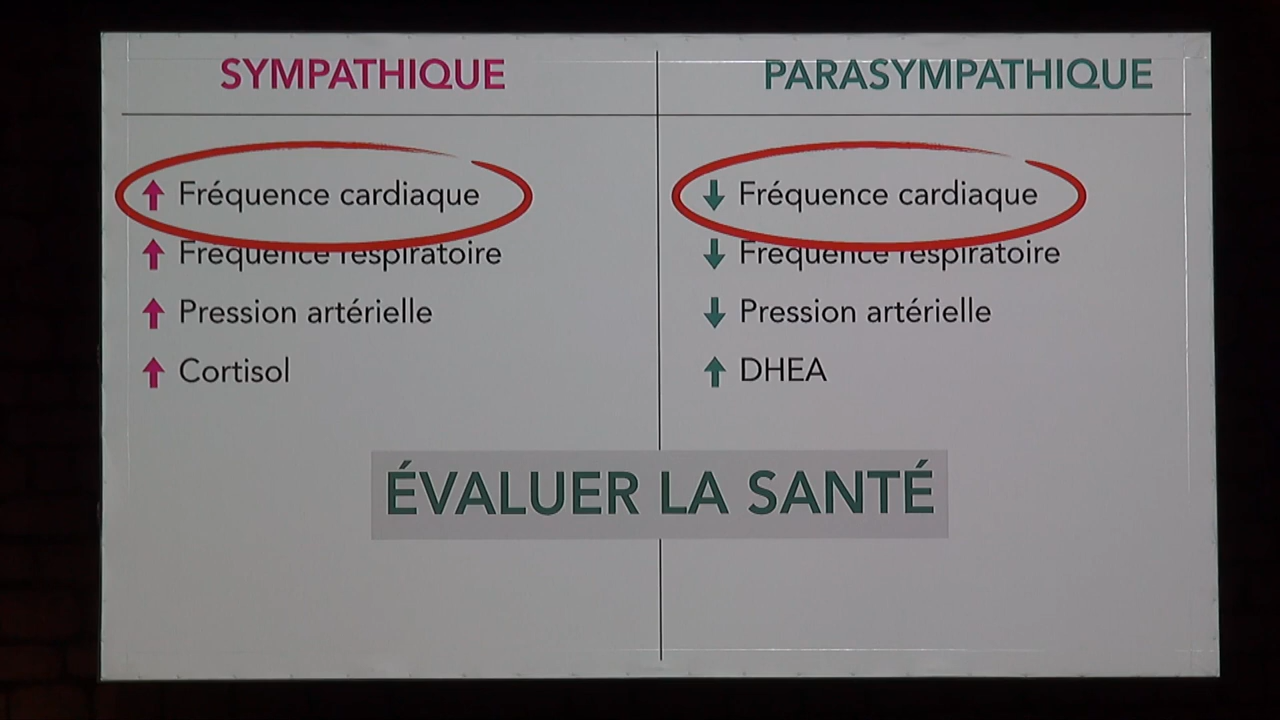 SYMPATHIQUE
↑ Fréquence cardiaque
↑ Fréquence respiratoire
↑ Pression artérielle
↑ Cortisol
PARASYMPATHIQUE
↓ Fréquence cardiaque
↓ Fréquence respiratoire
↓ Pression artérielle
↑ DHEA
ÉVALUER LA SANTÉ